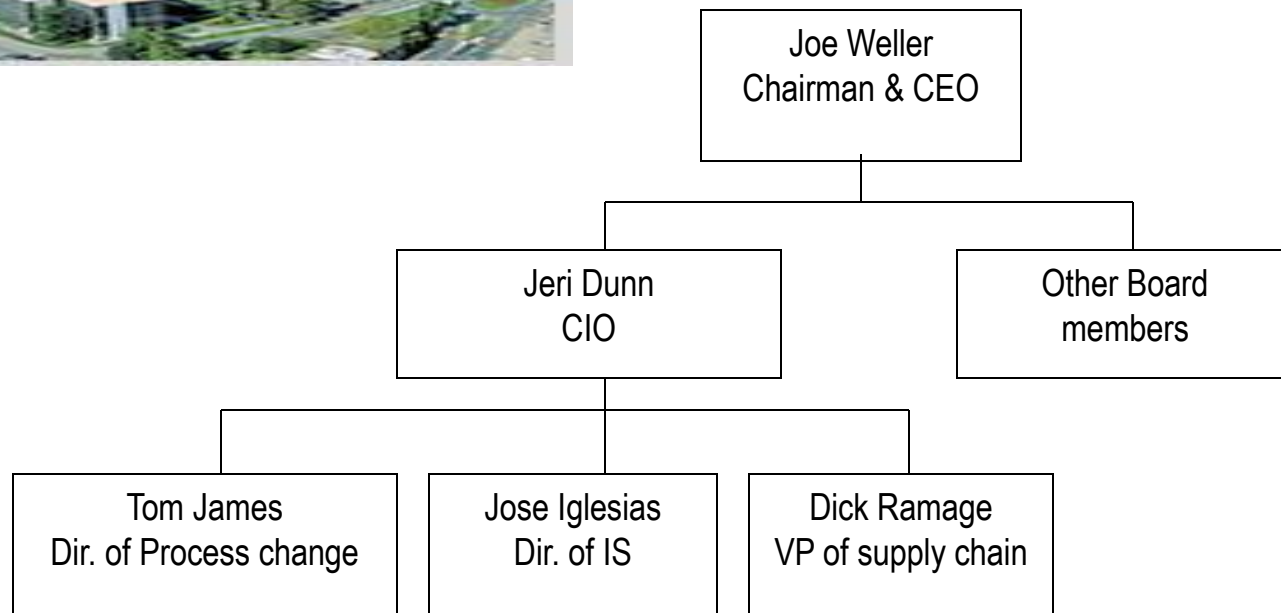 Joe Weller
Chairman & CEO
Jeri Dunn
CIO
Other Board
members
Tom James
Dir. of Process change
Jose Iglesias
Dir. of IS
Dick Ramage
VP of supply chain